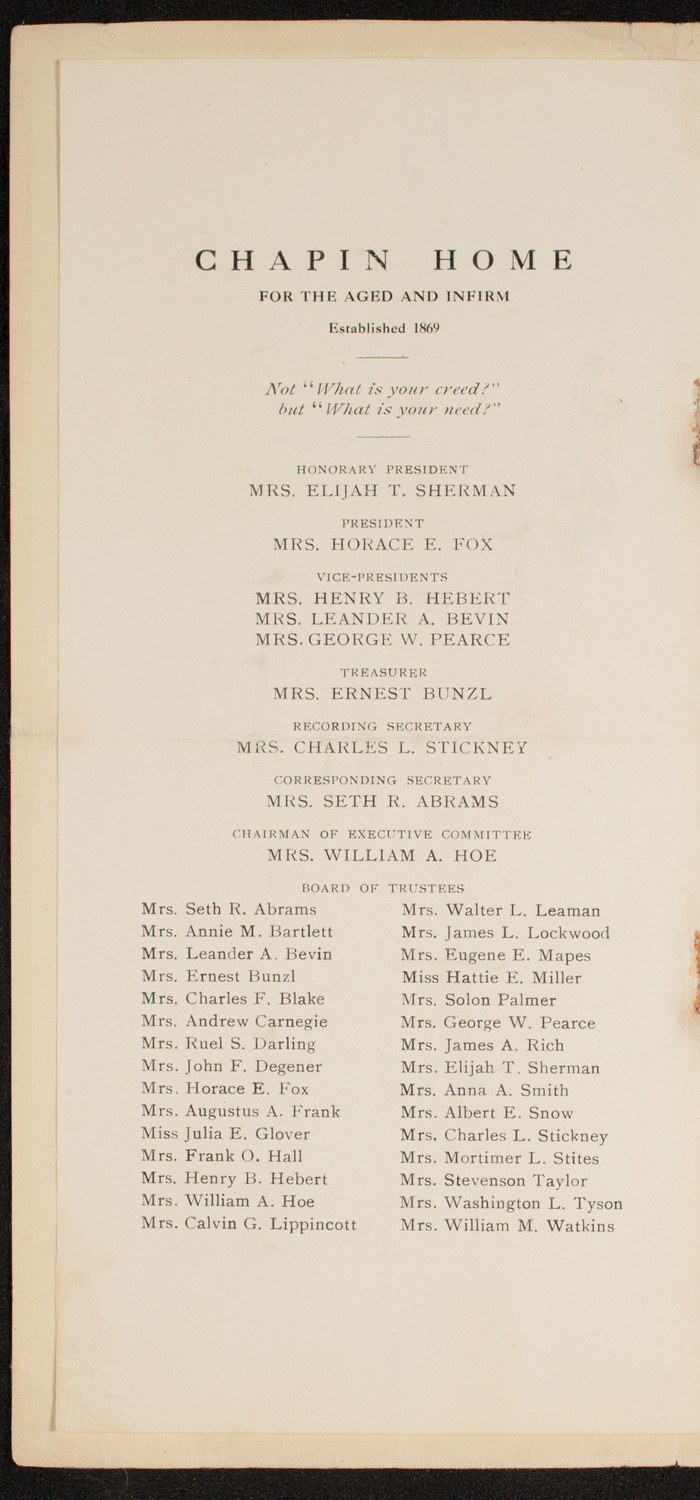 CHAPIN HOME
FOR THE AGED AND INFIRM
Established 1869
Not "What is your creed?"
but "What is your need?"
HONORARY PRESIDENT
MRS. ELIJAH T. SHERMAN
PRESIDENT
MRS. HORACE E. FOX
VICE-PRESIDENTS
MRS. HENRY B. HEBERT
MRS. LEANDER A. BEVIN
MRS. GEORGE W. PEARCE
TREASURER
MRS. ERNEST BUNZL
RECORDING SECRETARY
MRS. CHARLES L. STICKNEY
CORRESPONDING SECRETARY
MRS. SETH R. ABRAMS
CHAIRMAN OF EXECUTIVE COMMITTEE
MRS. WILLIAM A. HOE
BOARD OF TRUSTEES
Mrs. Seth R. Abrams
Mrs. Annie M. Bartlett
Mrs. Leander A. Bevin
Mrs. Ernest Bunzl
Mrs. Charles F. Blake
Mrs. Andrew Carnegie
Mrs. Ruel S. Darling
Mrs. John F. Degener
Mrs. Horace E. Fox
Mrs. Augustus A. Frank
Miss Julia E. Glover
Mrs. Frank O. Hall
Mrs. Henry B. Hebert
Mrs. William A. Hoe
Mrs. Calvin G. Lippincott
Mrs. Walter L. Leaman
Mrs. James L. Lockwood
Mrs. Eugene E. Mapes
Miss Hattie E. Miller
Mrs. Solon Palmer
Mrs. George W. Pearce
Mrs. James A. Rich
Mrs. Elijah T. Sherman
Mrs. Anna A. Smith
Mrs. Albert E. Snow
Mrs. Charles L. Stickney
Mrs. Mortimer L. Stites
Mrs. Stevenson Taylor
Mrs. Washington L. Tyson
Mrs. William M. Watkins